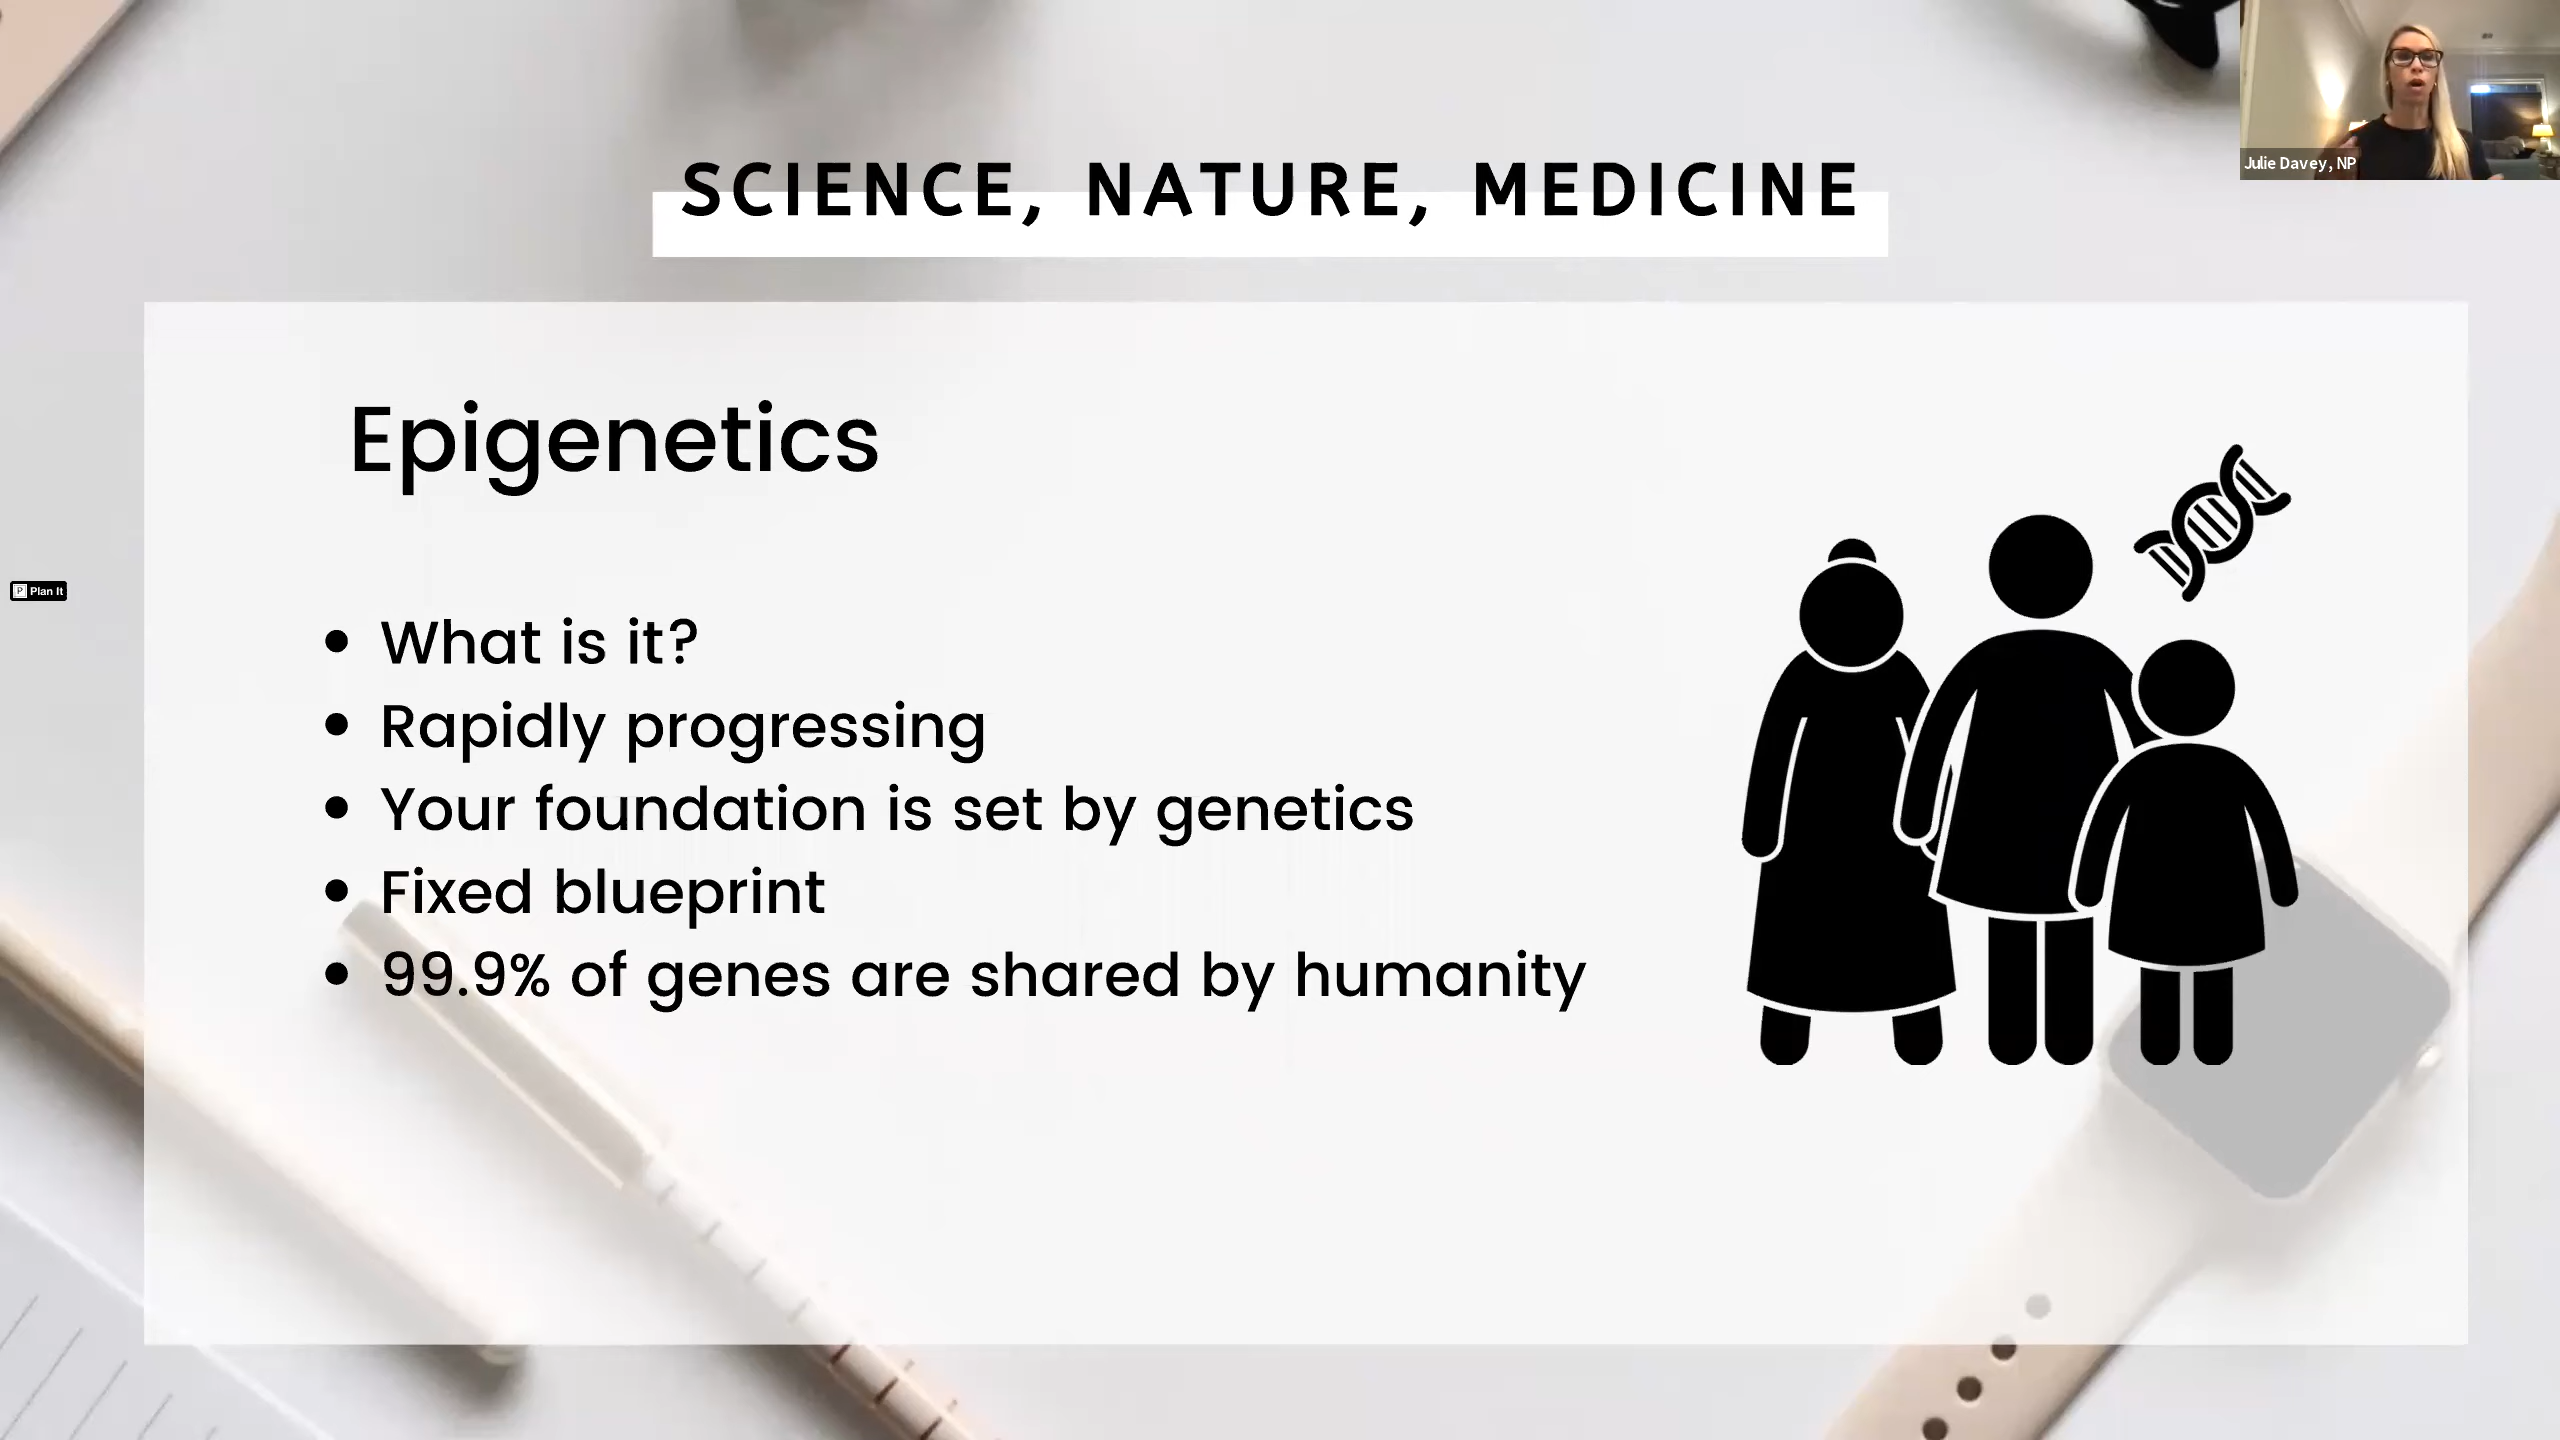 SCIENCE, NATURE, MEDICINE
Julie Davey, NP
Epigenetics
P Plan It
• What is it?
• Rapidly progressing
• Your foundation is set by genetics
• Fixed blueprint
• 99.9% of genes are shared by humanity